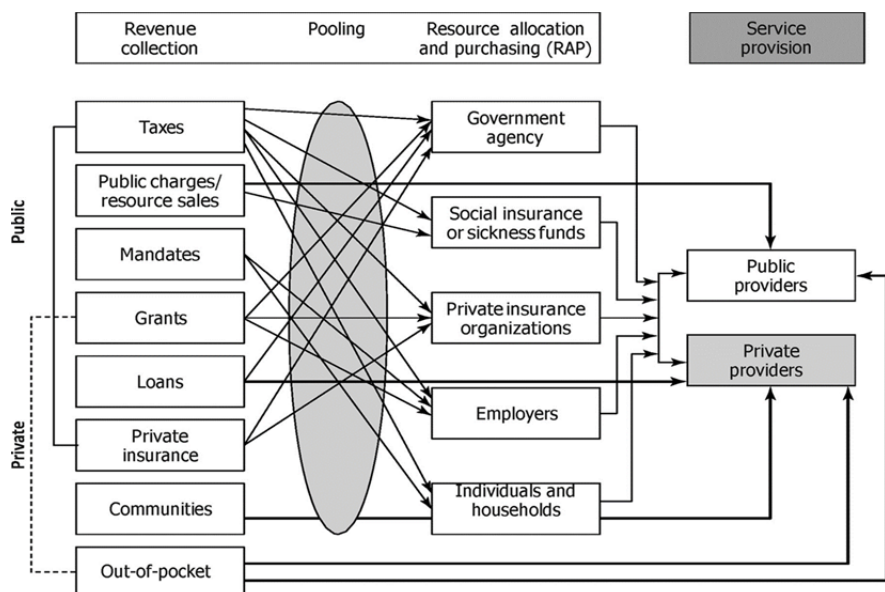 Revenue
collection
Pooling
Resource allocation
and purchasing (RAP)
Service
provision
Public
Private
Taxes
Public charges/
resource sales
Mandates
Grants
Loans
Private
insurance
Communities
Out-of-pocket
Government
agency
Social insurance
or sickness funds
Private insurance
organizations
Employers
Individuals and
households
Public
providers
Private
providers